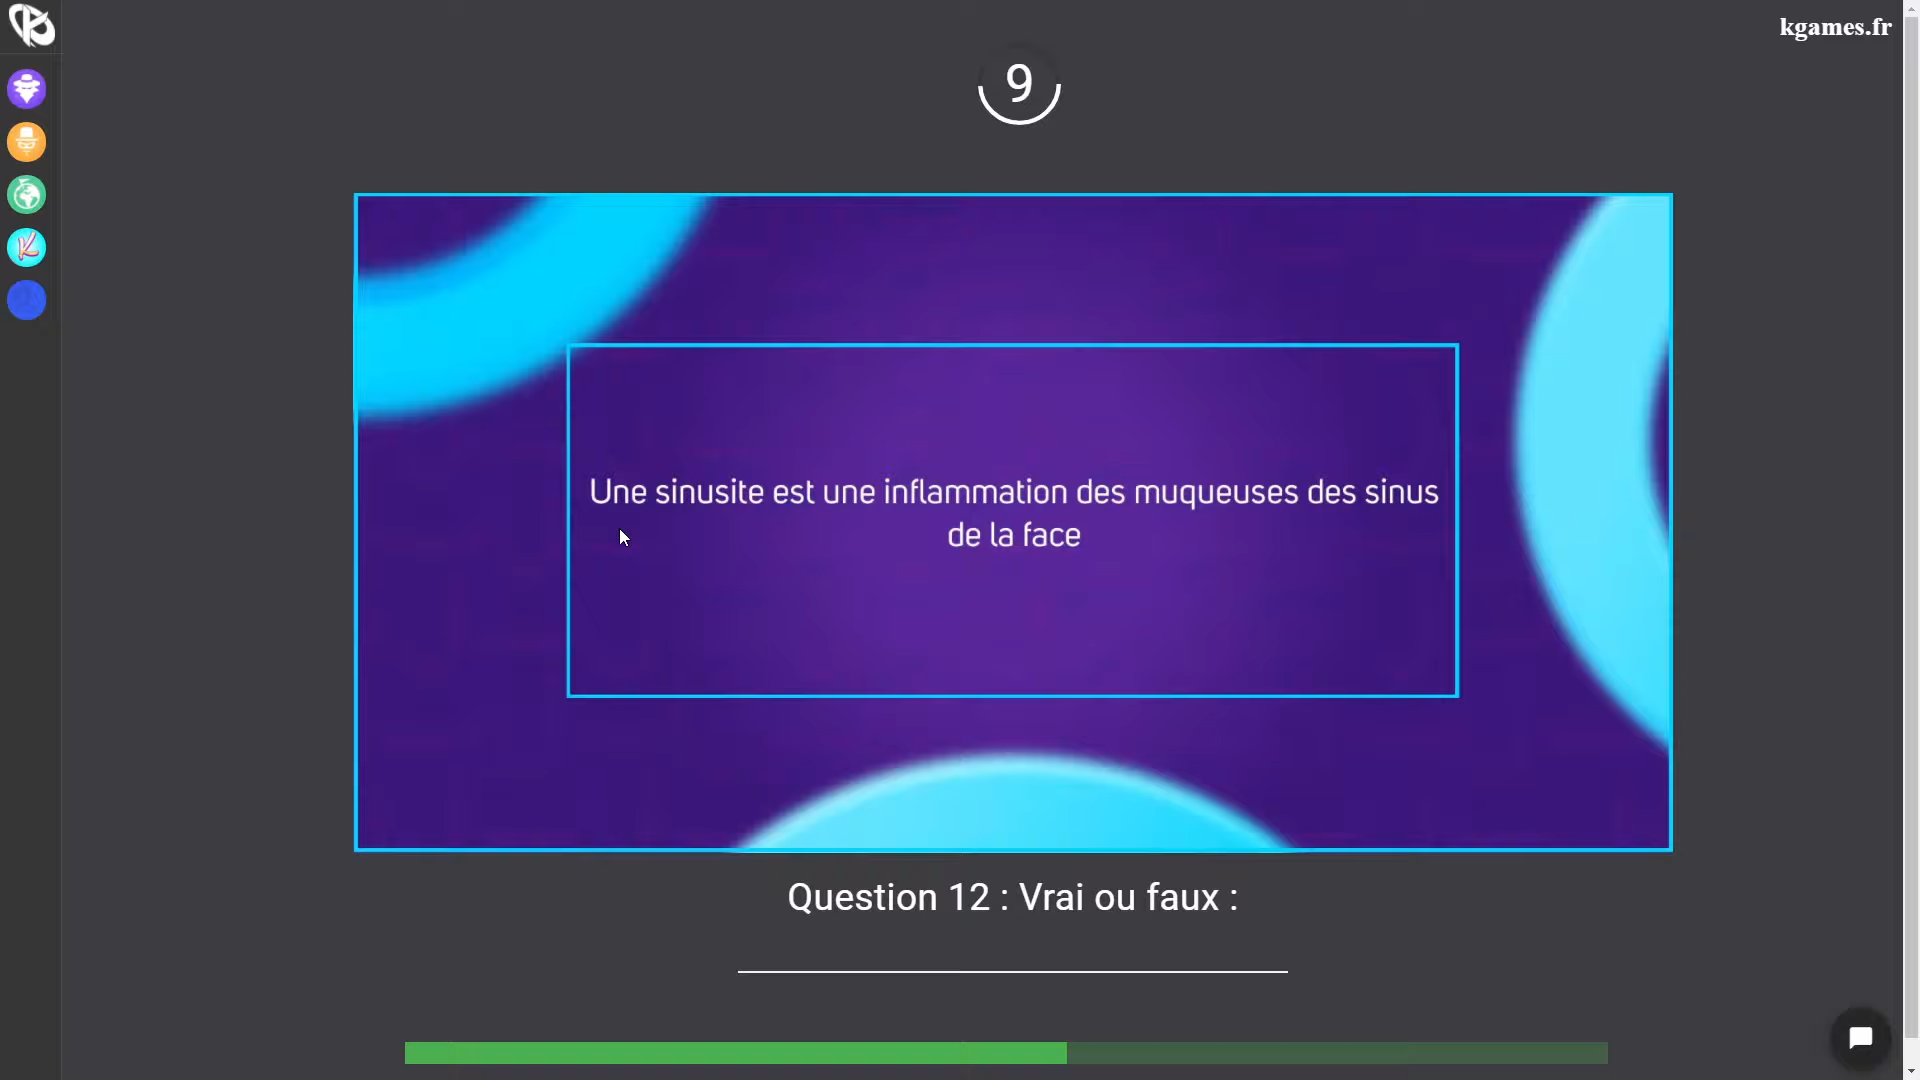 kgames.fr
9
Une sinusite est une inflammation des muqueuses des sinus
de la face
Question 12 : Vrai ou faux :